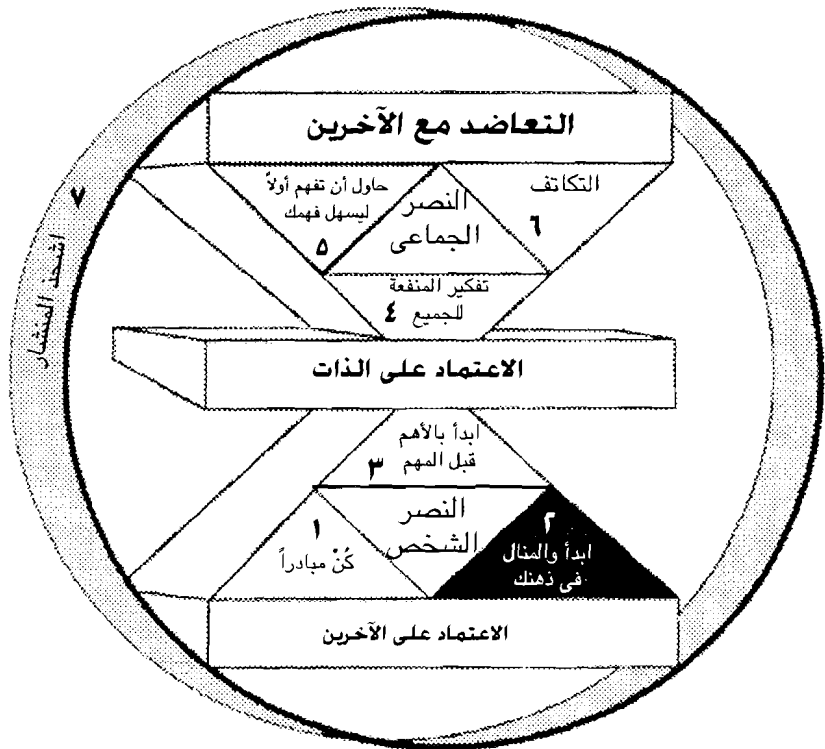 التعاضد مع الآخرين
التكاتف
٦
النصر
الجماعى
حاول أن تفهم أولاً
ليسهل فهمك
٥
تفكير المنفعة
للجميع ٤
الاعتماد على الذات
ابدأ بالأهم
قبل المهم
٣
النصر
الشخص
٢
ابدأ والمنال
فى ذهنك
١
كُنْ مبادراً
الاعتماد على الآخرين
٧
اشحذ المنشار